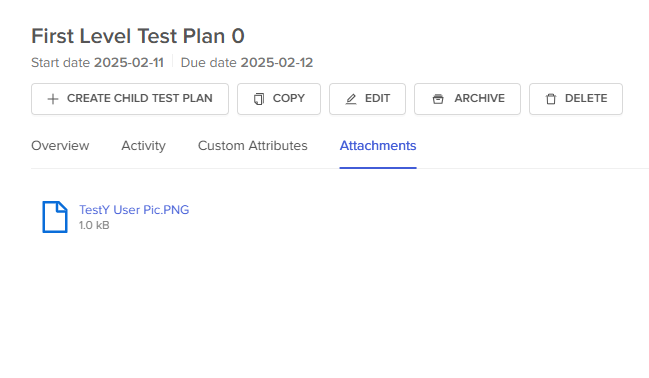 First Level Test Plan 0
Start date 2025-02-11 Due date 2025-02-12
CREATE CHILD TEST PLAN COPY EDIT ARCHIVE DELETE
Overview Activity Custom Attributes Attachments
TestY User Pic.PNG
1.0 kB